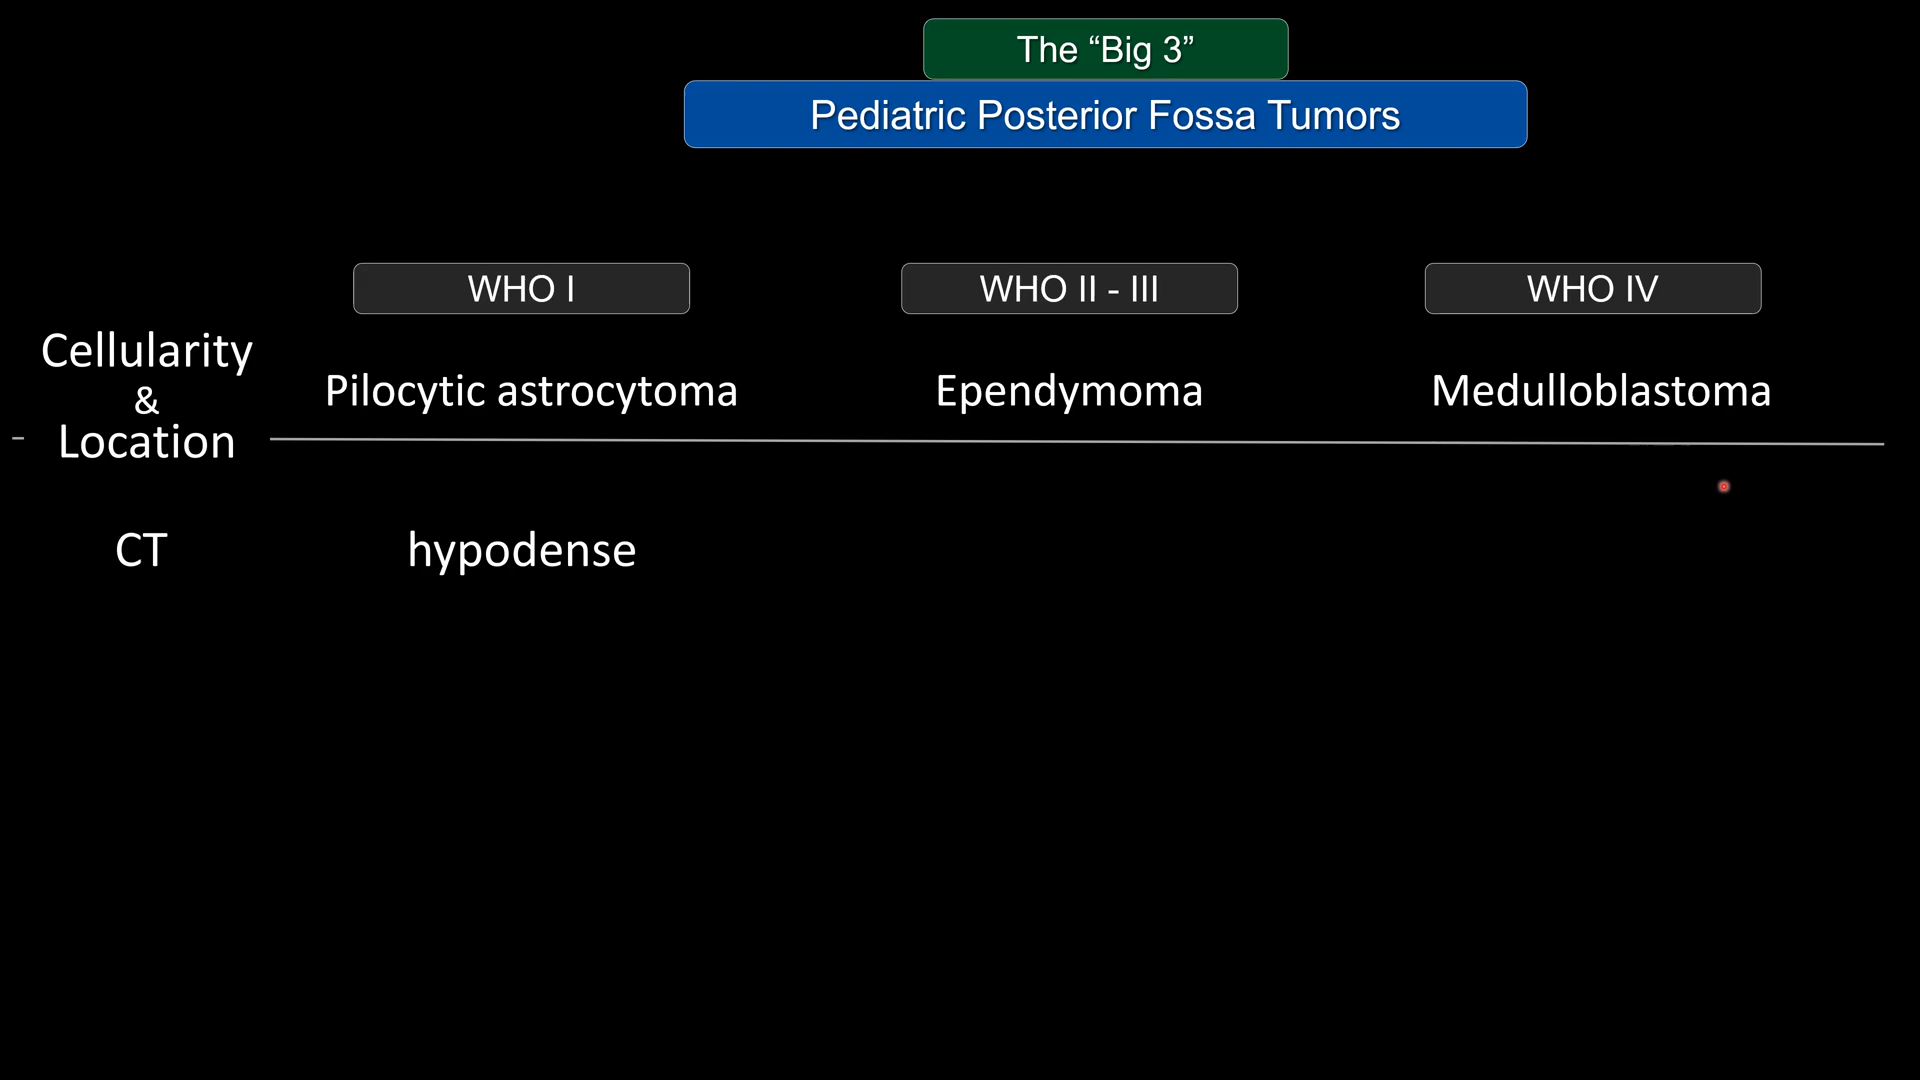 The “Big 3”
Pediatric Posterior Fossa Tumors
WHO I
WHO II - III
WHO IV
Cellularity
&
Location
Pilocytic astrocytoma
Ependymoma
Medulloblastoma
CT
hypodense